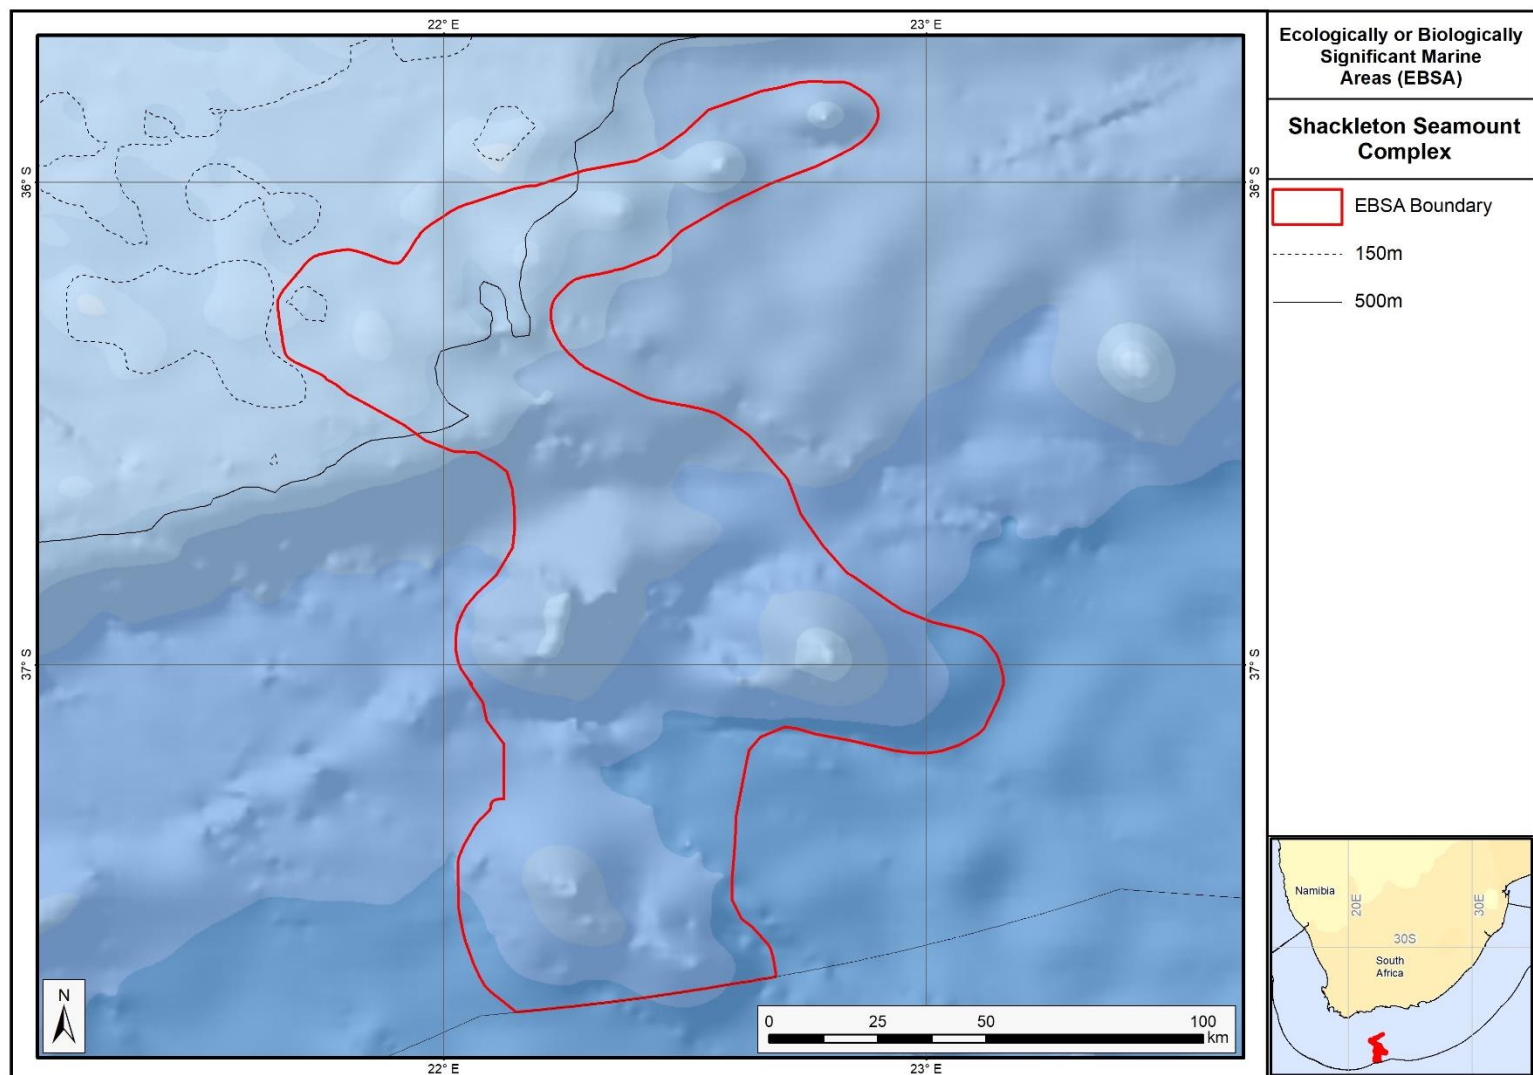 22° E
23° E
36° S
36° S
37° S
37° S
22° E
23° E
N
0
25
50
100
km
Ecologically or Biologically
Significant Marine
Areas (EBSA)
Shackleton Seamount
Complex
EBSA Boundary
150m
500m
Namibia
20E
30E
30S
South
Africa